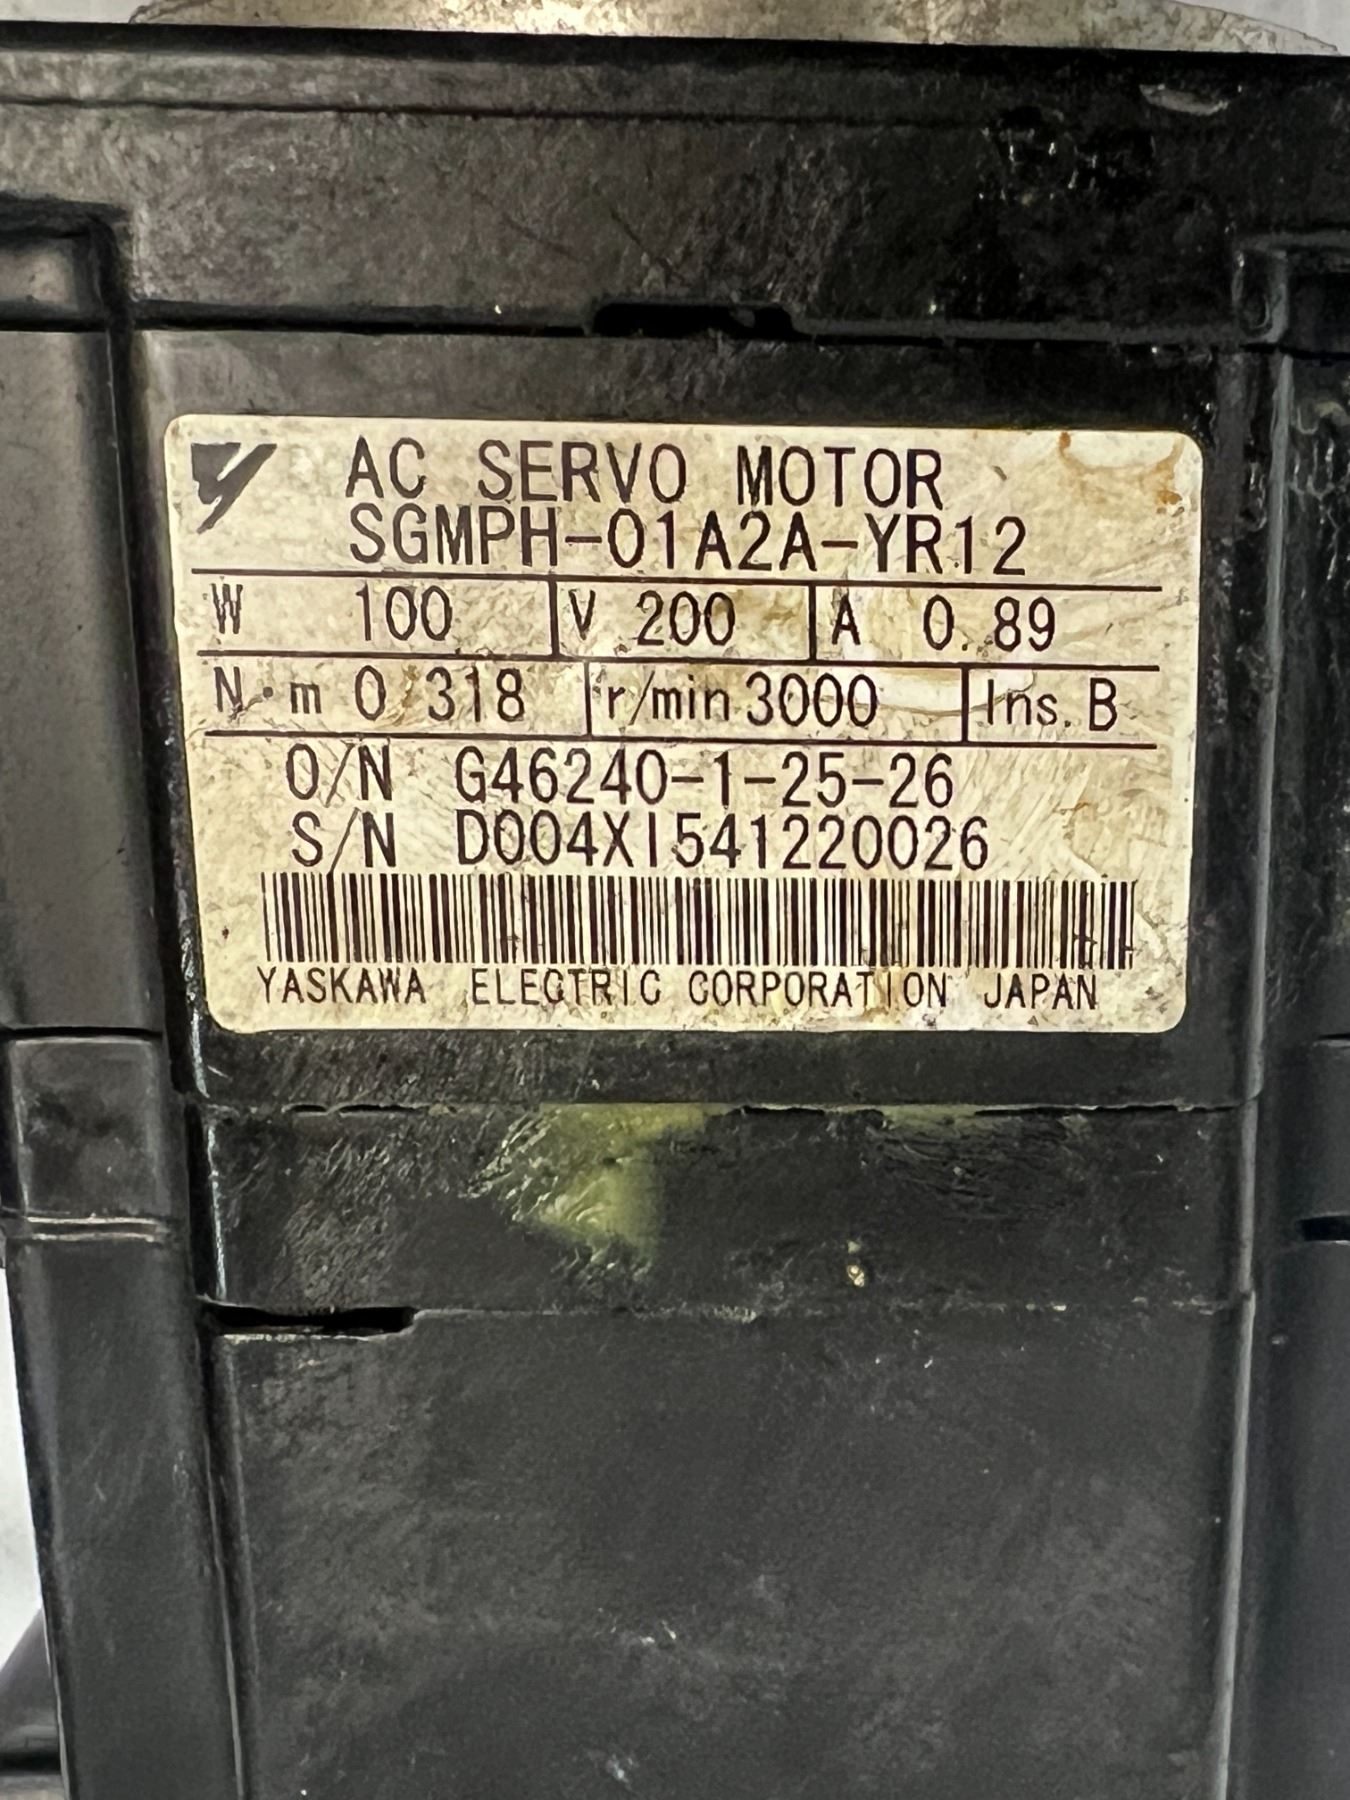 AC SERVO MOTOR
SGMPH-01A2A-YR12
W 100 V 200 A 0.89
N·m 0.318 r/min 3000 Ins. B
O/N G46240-1-25-26
S/N D004XI541220026
YASKAWA ELECTRIC CORPORATION JAPAN